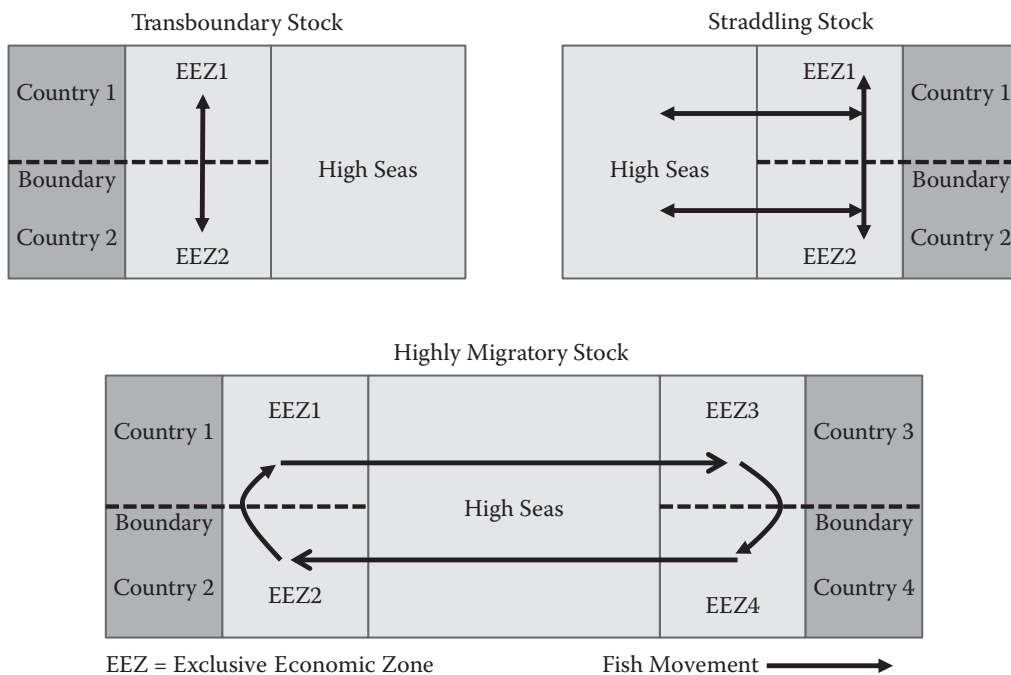 Transboundary Stock
EEZ1
Country 1
High Seas
Boundary
Country 2
EEZ2
Straddling Stock
EEZ1
Country 1
High Seas
Boundary
Country 2
EEZ2
Highly Migratory Stock
EEZ1
EEZ3
Country 1
Country 3
High Seas
Boundary
Boundary
Country 2
Country 4
EEZ2
EEZ4
EEZ = Exclusive Economic Zone
Fish Movement